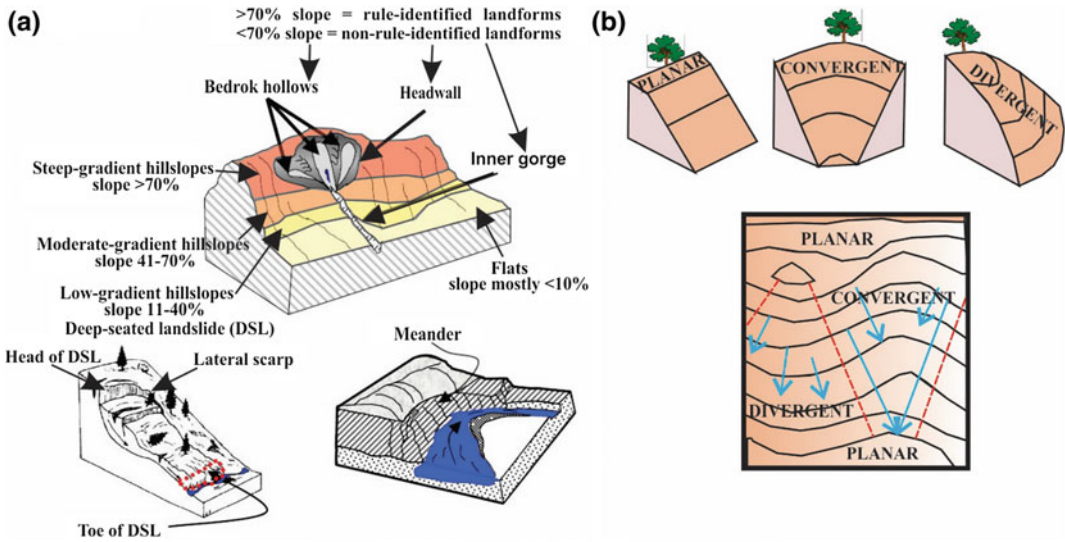 (a)
>70% slope = rule-identified landforms
<70% slope = non-rule-identified landforms
Bedrok hollows
Headwall
Inner gorge
Steep-gradient hillslopes
slope >70%
Moderate-gradient hillslopes
slope 41-70%
Flats
slope mostly <10%
Low-gradient hillslopes
slope 11-40%
Deep-seated landslide (DSL)
Head of DSL
Lateral scarp
Toe of DSL
Meander
(b)
PLANAR
CONVERGENT
DIVERGENT
PLANAR
CONVERGENT
DIVERGENT
PLANAR